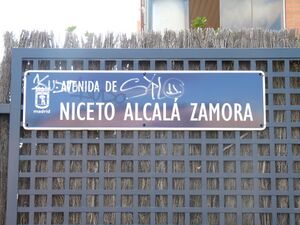 AVENIDA DE
NICETO ALCALÁ ZAMORA
madrid